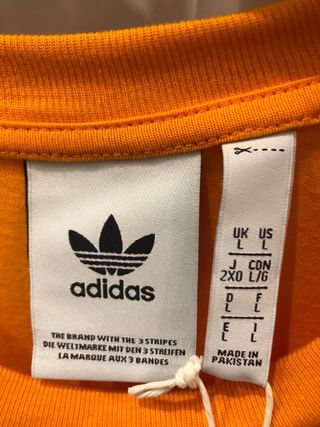 adidas
THE BRAND WITH THE 3 STRIPES
DIE WELTMARKE MIT DEN 3 STREIFEN
LA MARQUE AUX 3 BANDES
UK US
L L
J CDN
2XO L/G
D F
L L
E I
L L
MADE IN
PAKISTAN